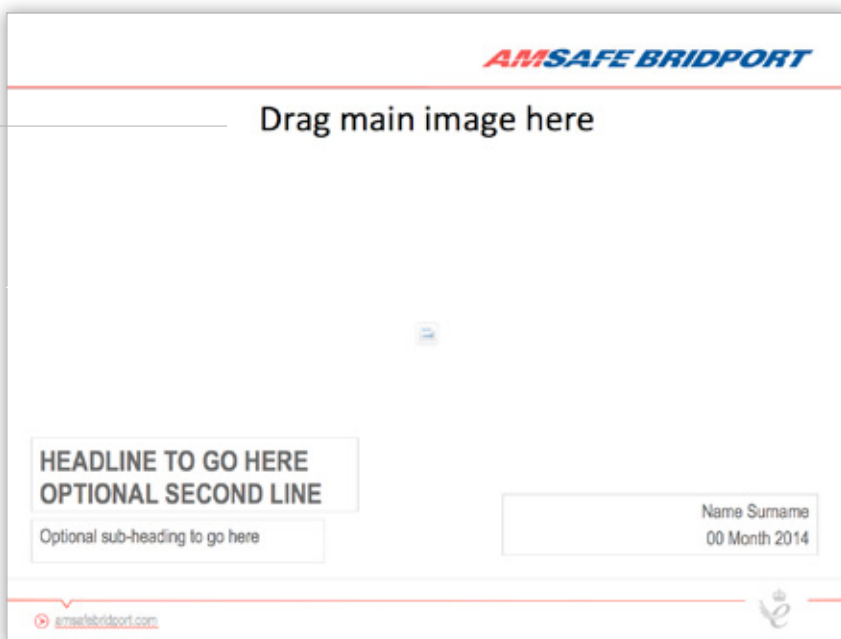 AMSAFE BRIDPORT
Drag main image here
HEADLINE TO GO HERE
OPTIONAL SECOND LINE
Optional sub-heading to go here
Name Surname
00 Month 2014
amsafebridport.com